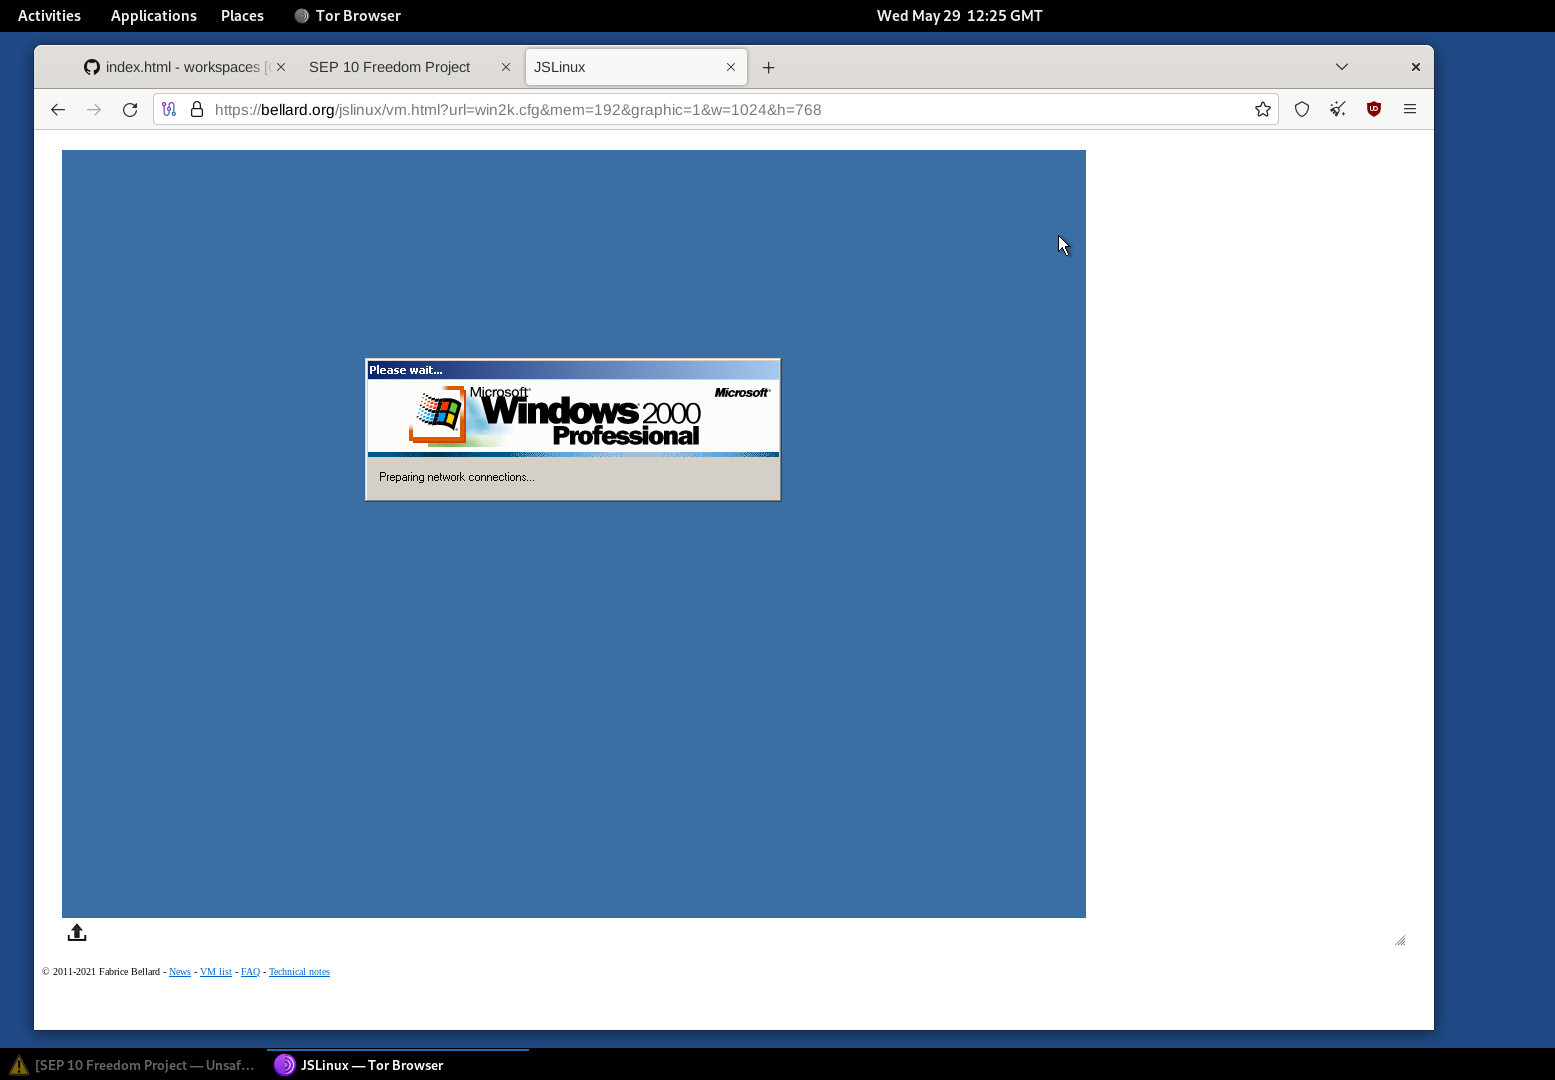 Activities Applications Places Tor Browser Wed May 29 12:25 GMT
index.html - workspaces [ SEP 10 Freedom Project JSLinux
https://bellard.org/jslinux/vm.html?url=win2k.cfg&mem=192&graphic=1&w=1024&h=768
Please wait...
Microsoft Microsoft
Windows 2000
Professional
Preparing network connections...
© 2011-2021 Fabrice Bellard - News - VM list - FAQ - Technical notes
[SEP 10 Freedom Project — Unsaf... JSLinux — Tor Browser